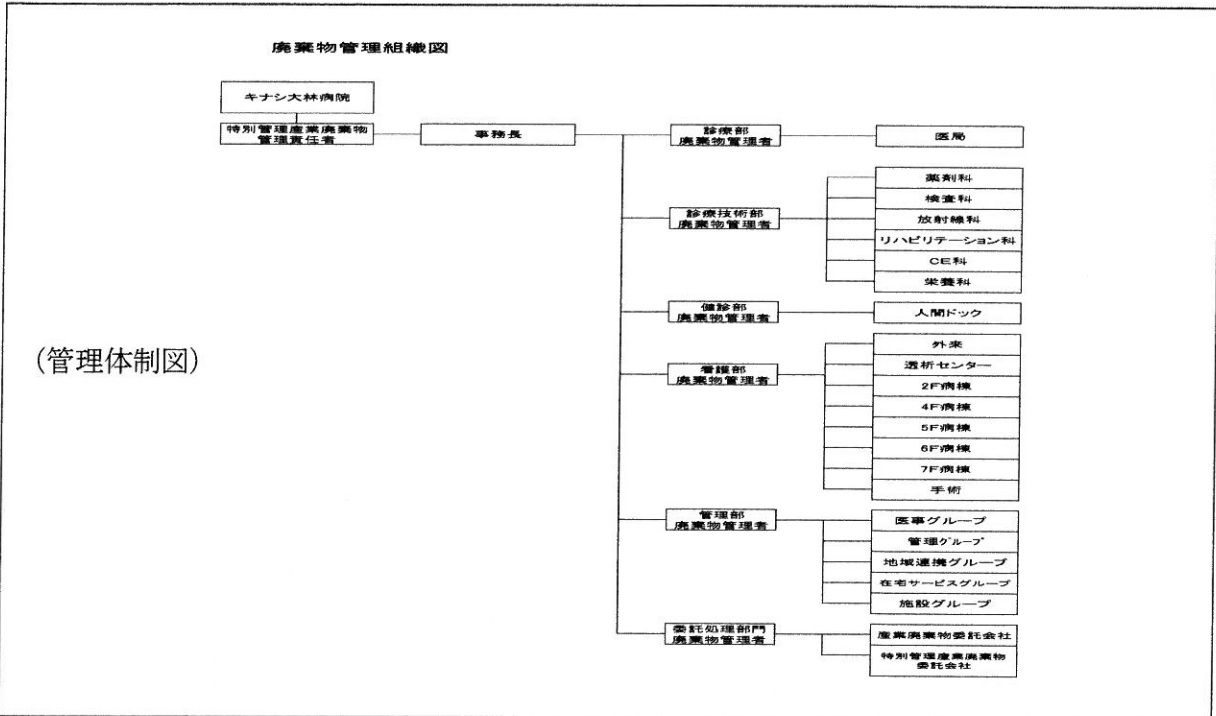 廃棄物管理組織図
キナシ大林病院
特別管理産業廃棄物
管理責任者
事務長
診療部
廃棄物管理者
医局
診療技術部
廃棄物管理者
薬剤科
検査科
放射線科
リハビリテーション科
CE科
栄養科
健診部
廃棄物管理者
人間ドック
(管理体制図)
看護部
廃棄物管理者
外来
透析センター
2F病棟
4F病棟
5F病棟
6F病棟
7F病棟
手術
管理部
廃棄物管理者
医事グループ
管理グループ
地域連携グループ
在宅サービスグループ
施設グループ
委託処理部門
廃棄物管理者
産業廃棄物委託会社
特別管理産業廃棄物
委託会社